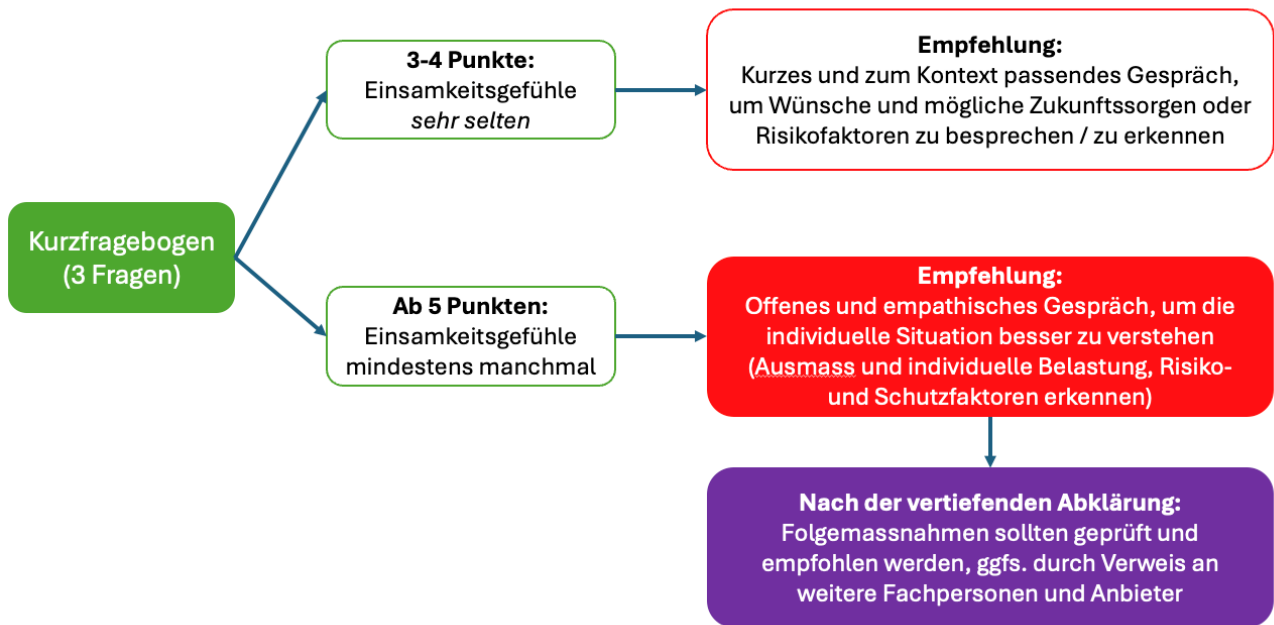 Kurzfragebogen
(3 Fragen)
3-4 Punkte:
Einsamkeitsgefühle
sehr selten
Empfehlung:
Kurzes und zum Kontext passendes Gespräch,
um Wünsche und mögliche Zukunftssorgen oder
Risikofaktoren zu besprechen / zu erkennen
Ab 5 Punkten:
Einsamkeitsgefühle
mindestens manchmal
Empfehlung:
Offenes und empathisches Gespräch, um die
individuelle Situation besser zu verstehen
(Ausmass und individuelle Belastung, Risiko-
und Schutzfaktoren erkennen)
Nach der vertiefenden Abklärung:
Folgemassnahmen sollten geprüft und
empfohlen werden, ggfs. durch Verweis an
weitere Fachpersonen und Anbieter